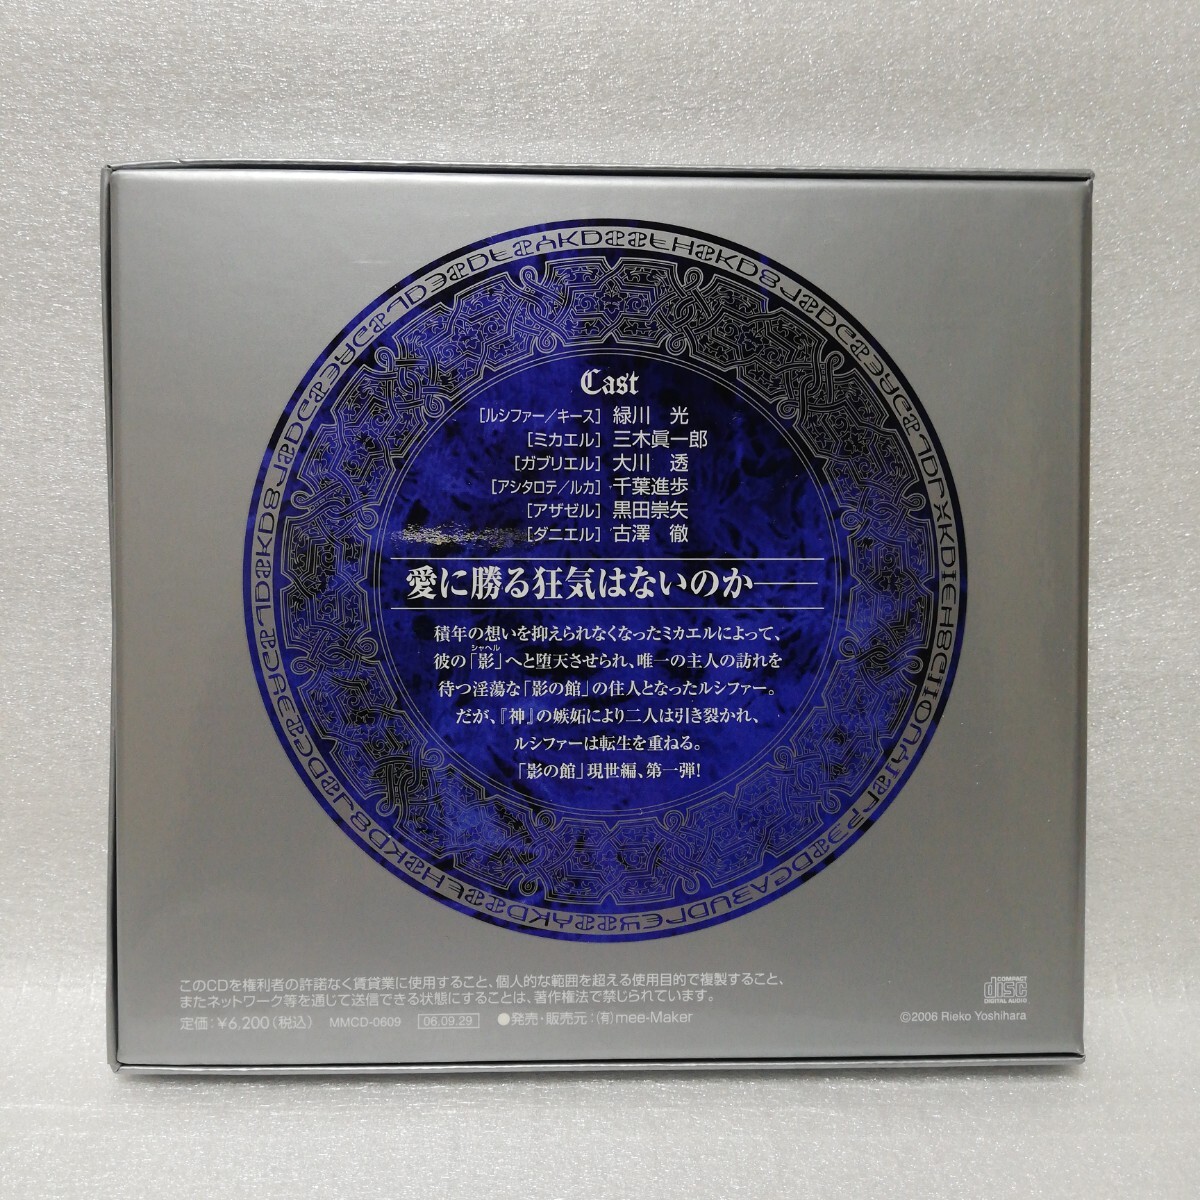 Cast
[ルシファー／キース] 緑川 光
[ミカエル] 三木眞一郎
[ガブリエル] 大川 透
[アシタロテ／ルカ] 千葉進歩
[アザゼル] 黒田崇矢
[ダニエル] 古澤 徹
愛に勝る狂気はないのか――
積年の想いを抑えられなくなったミカエルによって、
シャヘル
彼の「影」へと堕天させられ、唯一の主人の訪れを
待つ淫蕩な「影の館」の住人となったルシファー。
だが、『神』の嫉妬により二人は引き裂かれ、
ルシファーは転生を重ねる。
「影の館」現世編、第一弾!
このCDを権利者の許諾なく賃貸業に使用すること、個人的な範囲を超える使用目的で複製すること、
またネットワーク等を通じて送信できる状態にすることは、著作権法で禁じられています。
定価：￥6,200（税込） MMCD-0609 06.09.29 ●発売・販売元：（有）mee-Maker
COMPACT
disc
DIGITAL AUDIO
©2006 Rieko Yoshihara